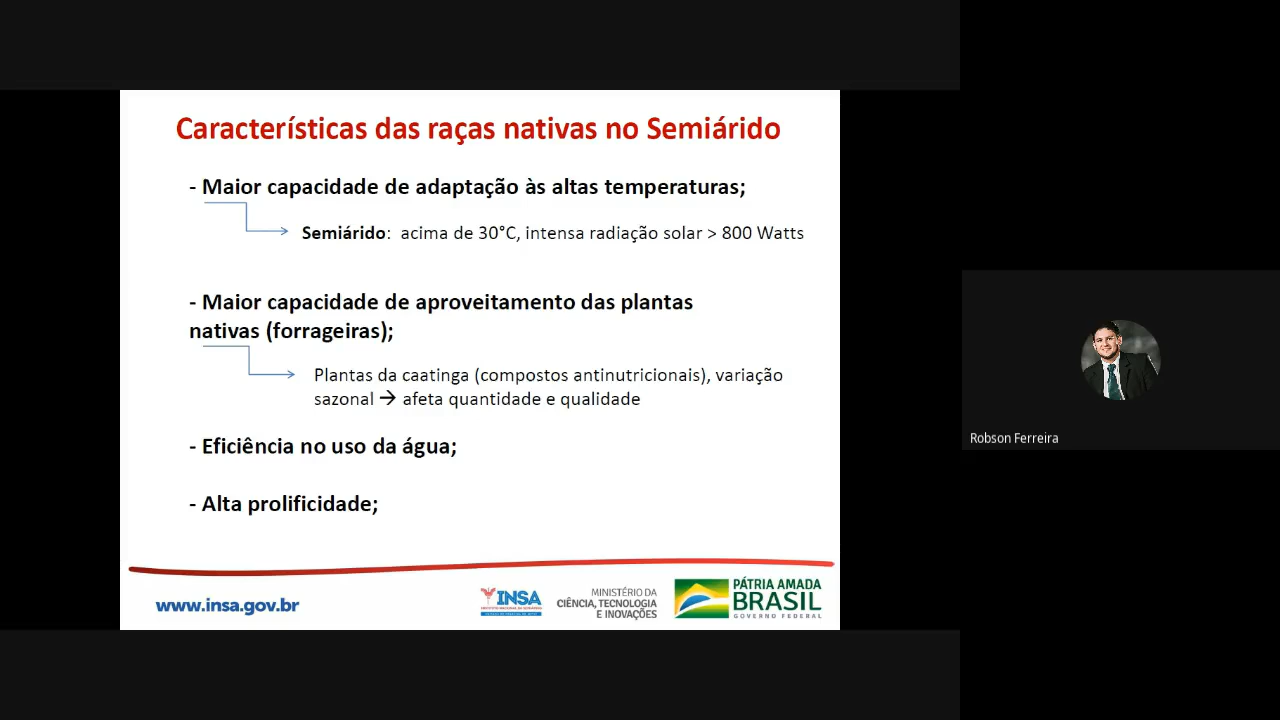 Características das raças nativas no Semiárido
- Maior capacidade de adaptação às altas temperaturas;
Semiárido: acima de 30°C, intensa radiação solar > 800 Watts
- Maior capacidade de aproveitamento das plantas
nativas (forrageiras);
Plantas da caatinga (compostos antinutricionais), variação
sazonal → afeta quantidade e qualidade
- Eficiência no uso da água;
- Alta prolificidade;
www.insa.gov.br
INSA
MINISTÉRIO DA
CIÊNCIA, TECNOLOGIA
E INOVAÇÕES
PÁTRIA AMADA
BRASIL
GOVERNO FEDERAL
Robson Ferreira